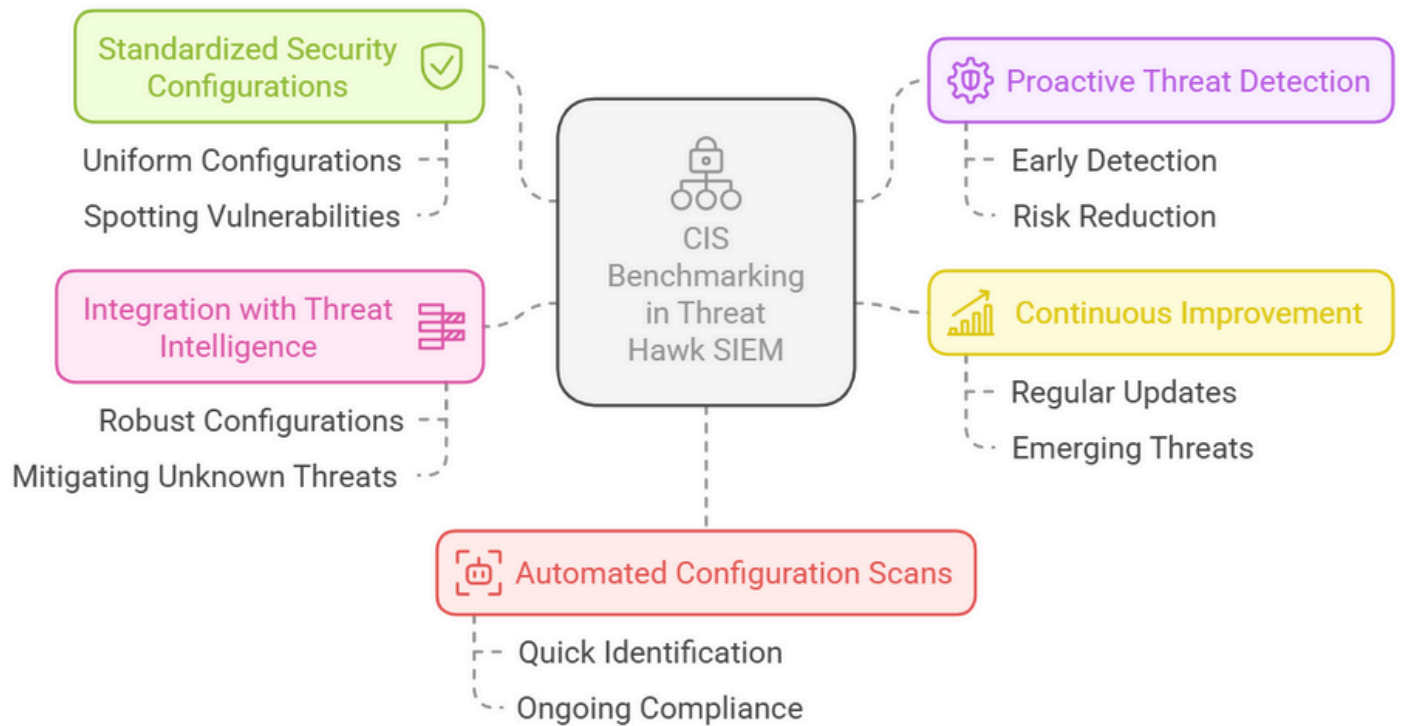 Standardized Security
Configurations
Uniform Configurations
Spotting Vulnerabilities
Integration with Threat
Intelligence
Robust Configurations
Mitigating Unknown Threats
CIS
Benchmarking
in Threat
Hawk SIEM
Proactive Threat Detection
Early Detection
Risk Reduction
Continuous Improvement
Regular Updates
Emerging Threats
Automated Configuration Scans
Quick Identification
Ongoing Compliance